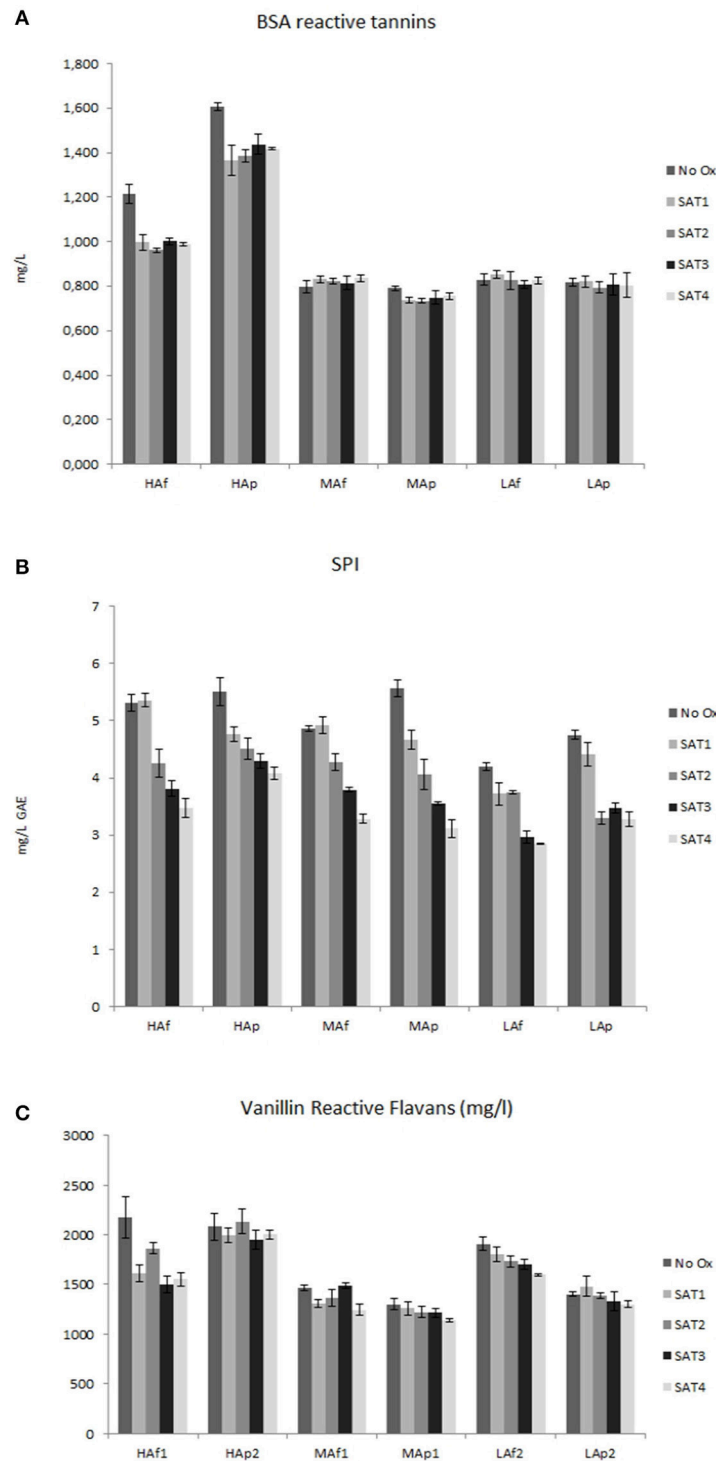 A
BSA reactive tannins
1,800
1,600
1,400
1,200
1,000
0,800
0,600
0,400
0,200
0,000
mg/L
HAf HAp MAf MAp LAf LAp
No Ox
SAT1
SAT2
SAT3
SAT4
B
SPI
7
6
5
4
3
2
1
0
mg/L GAE
HAf HAp MAf MAp LAf LAp
No Ox
SAT1
SAT2
SAT3
SAT4
C
Vanillin Reactive Flavans (mg/l)
3000
2500
2000
1500
1000
500
0
HAf1 HAp2 MAf1 MAp1 LAf2 LAp2
No Ox
SAT1
SAT2
SAT3
SAT4